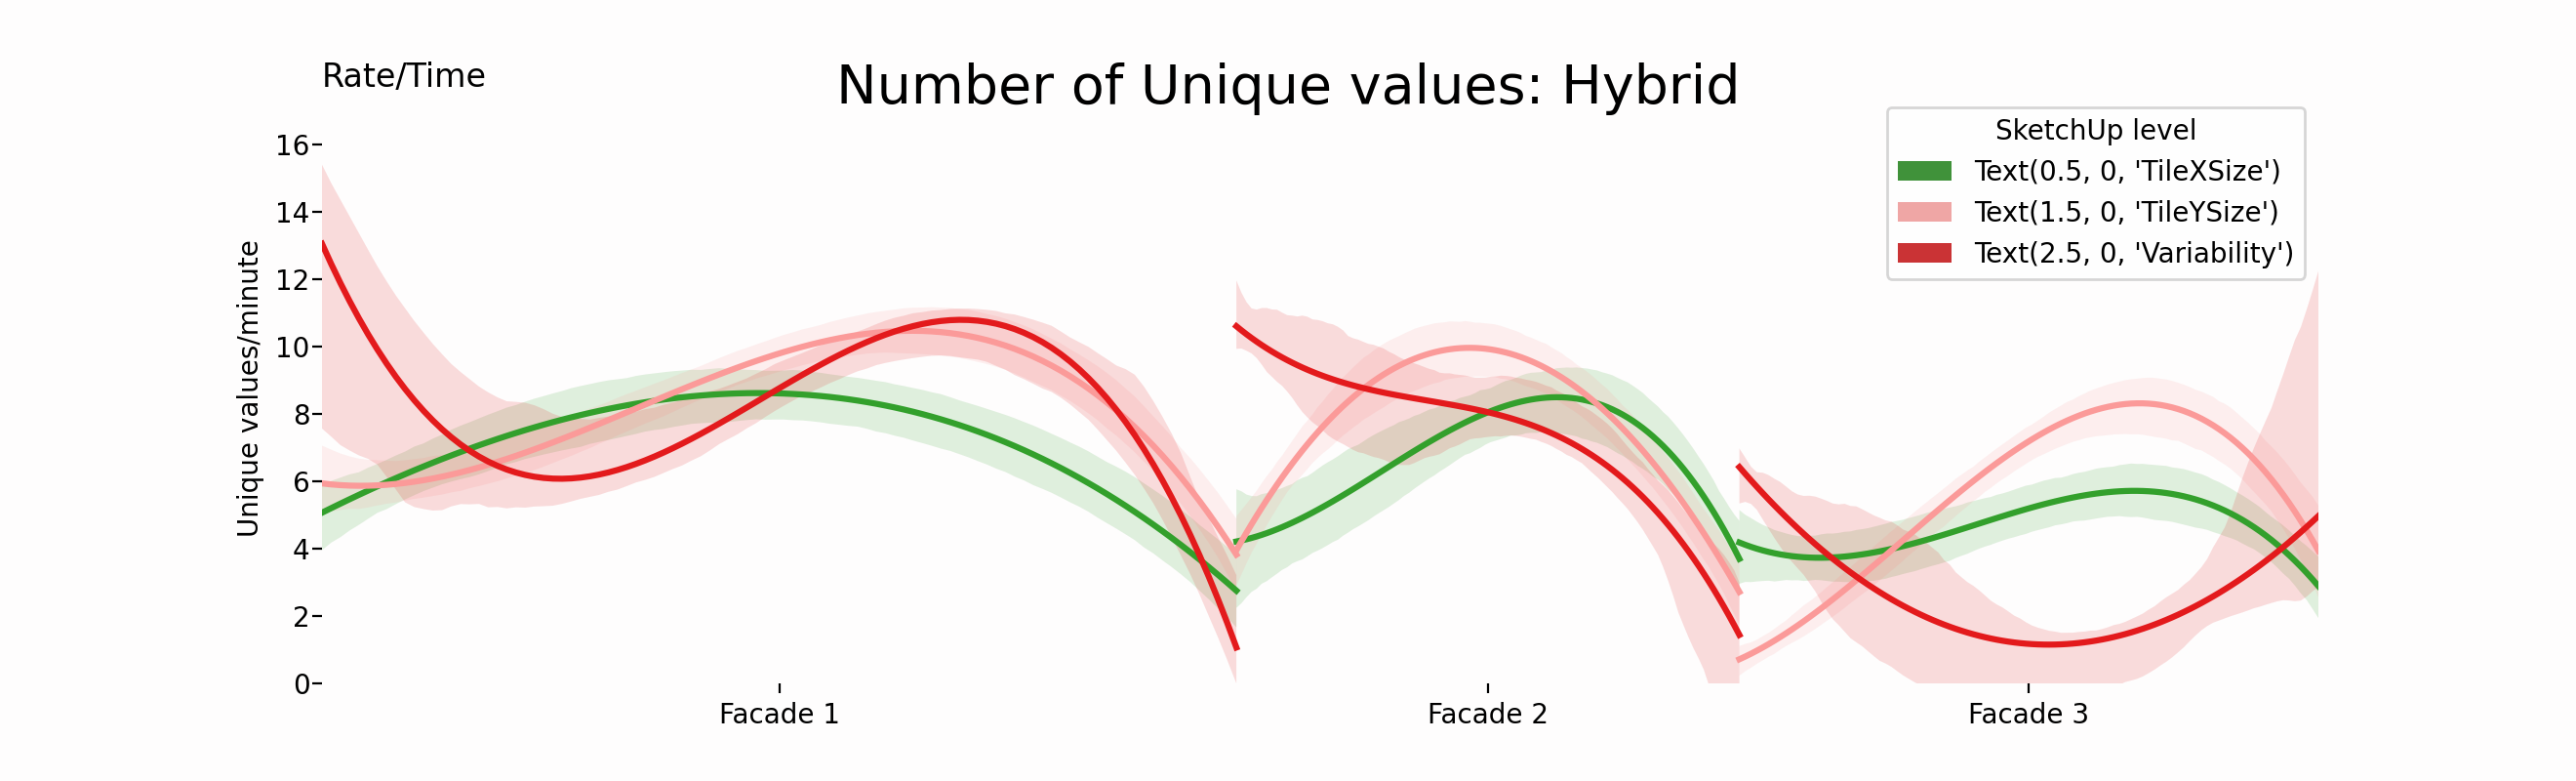 Rate/Time
Number of Unique values: Hybrid
SketchUp level
Text(0.5, 0, 'TileXSize')
Text(1.5, 0, 'TileYSize')
Text(2.5, 0, 'Variability')
Unique values/minute
16
14
12
10
8
6
4
2
0
Facade 1
Facade 2
Facade 3